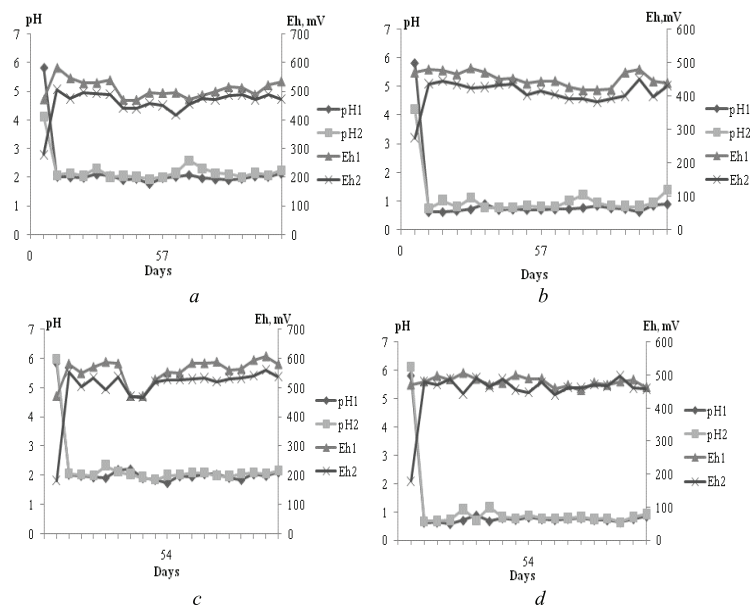 pH Eh, mV
7 700
6 600
5 500
4 400
3 300
2 200
1 100
0 0
pH1
pH2
Eh1
Eh2
0 57
Days
a
pH Eh, mV
7 600
6 500
5 400
4 300
3 200
2 100
1 0
0
pH1
pH2
Eh1
Eh2
0 57
Days
b
pH Eh, mV
7 700
6 600
5 500
4 400
3 300
2 200
1 100
0 0
pH1
pH2
Eh1
Eh2
54
Days
c
pH Eh, mV
7 600
6 500
5 400
4 300
3 200
2 100
1 0
0
pH1
pH2
Eh1
Eh2
54
Days
d